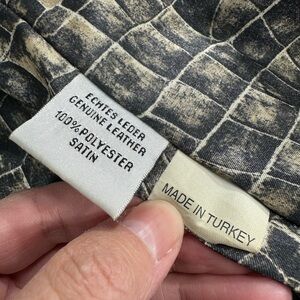 ECHTES LEDER
GENUINE LEATHER
100% POLYESTER
SATIN
MADE IN TURKEY